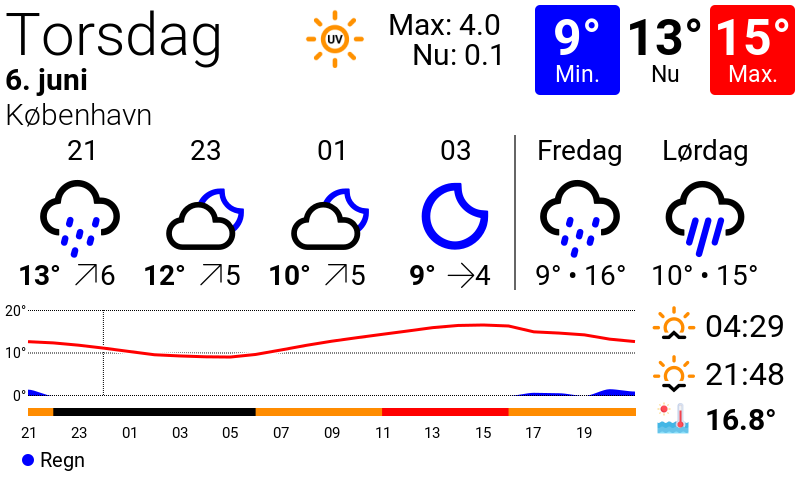 Torsdag
6. juni
København
UV
Max: 4.0
Nu: 0.1
9°
Min.
13°
Nu
15°
Max.
21 23 01 03 Fredag Lørdag
13° 6 12° 5 10° 5 9° 4 9° • 16° 10° • 15°
20°
10°
0°
21 23 01 03 05 07 09 11 13 15 17 19
Regn
04:29
21:48
16.8°